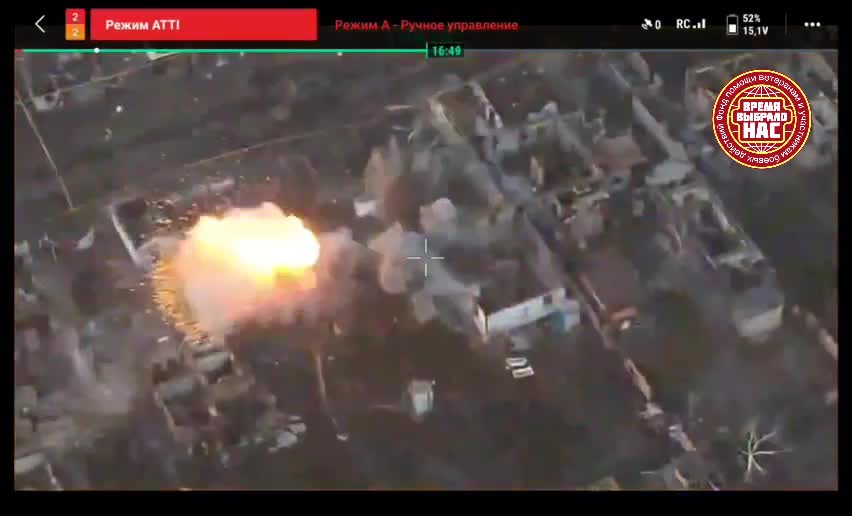 2
2
Режим ATTI
Режим A - Ручное управление
0
RC
52%
15,1V
16:49
Фонд помощи ветеранам и участникам боевых действий
ВРЕМЯ
ВЫБРАЛО
НАС